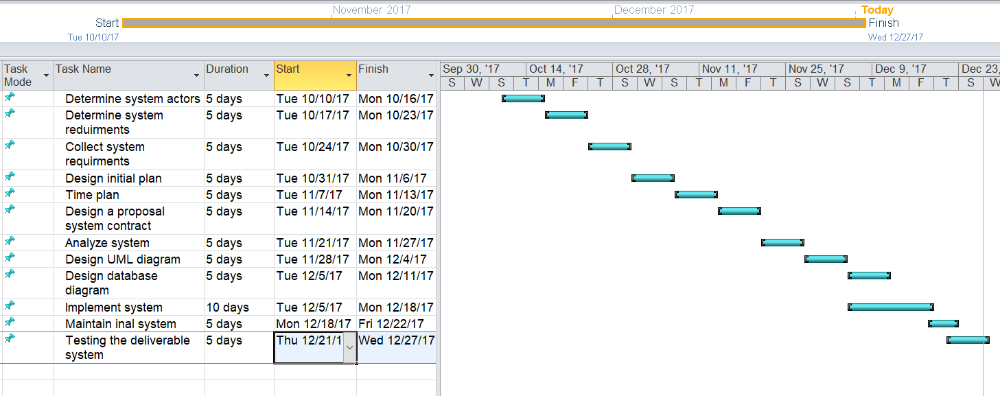 November 2017
December 2017
Today
Start
Finish
Tue 10/10/17
Wed 12/27/17
Task Mode
Task Name
Duration
Start
Finish
Sep 30, '17
Oct 14, '17
Oct 28, '17
Nov 11, '17
Nov 25, '17
Dec 9, '17
Dec 23,
S W S T M F T S W S T M F T S W S T M F T S W
Determine system actors 5 days Tue 10/10/17 Mon 10/16/17
Determine system 5 days Tue 10/17/17 Mon 10/23/17
reduirments
Collect system 5 days Tue 10/24/17 Mon 10/30/17
requirments
Design initial plan 5 days Tue 10/31/17 Mon 11/6/17
Time plan 5 days Tue 11/7/17 Mon 11/13/17
Design a proposal 5 days Tue 11/14/17 Mon 11/20/17
system contract
Analyze system 5 days Tue 11/21/17 Mon 11/27/17
Design UML diagram 5 days Tue 11/28/17 Mon 12/4/17
Design database 5 days Tue 12/5/17 Mon 12/11/17
diagram
Implement system 10 days Tue 12/5/17 Mon 12/18/17
Maintain inal system 5 days Mon 12/18/17 Fri 12/22/17
Testing the deliverable 5 days Thu 12/21/1 Wed 12/27/17
system